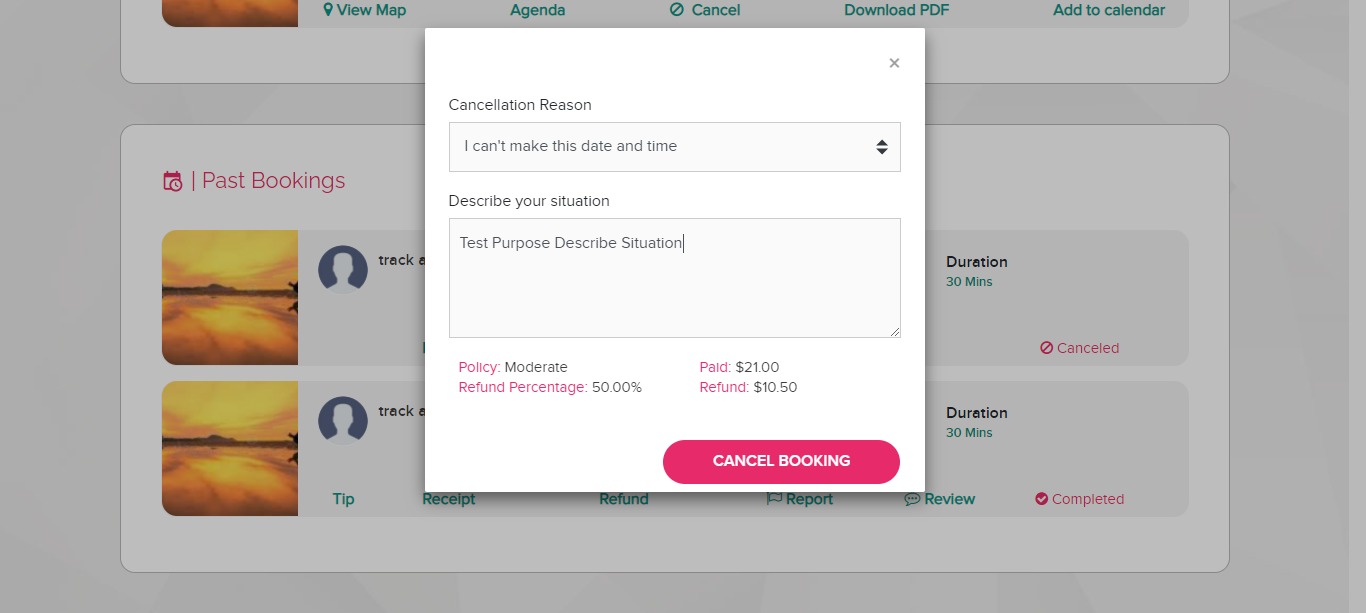 View Map Agenda Cancel Download PDF Add to calendar
×
Cancellation Reason
I can't make this date and time
Describe your situation
Test Purpose Describe Situation
Policy: Moderate Paid: $21.00
Refund Percentage: 50.00% Refund: $10.50
CANCEL BOOKING
| Past Bookings
track
Duration
30 Mins
Canceled
track
Duration
30 Mins
Tip Receipt Refund Report Review Completed